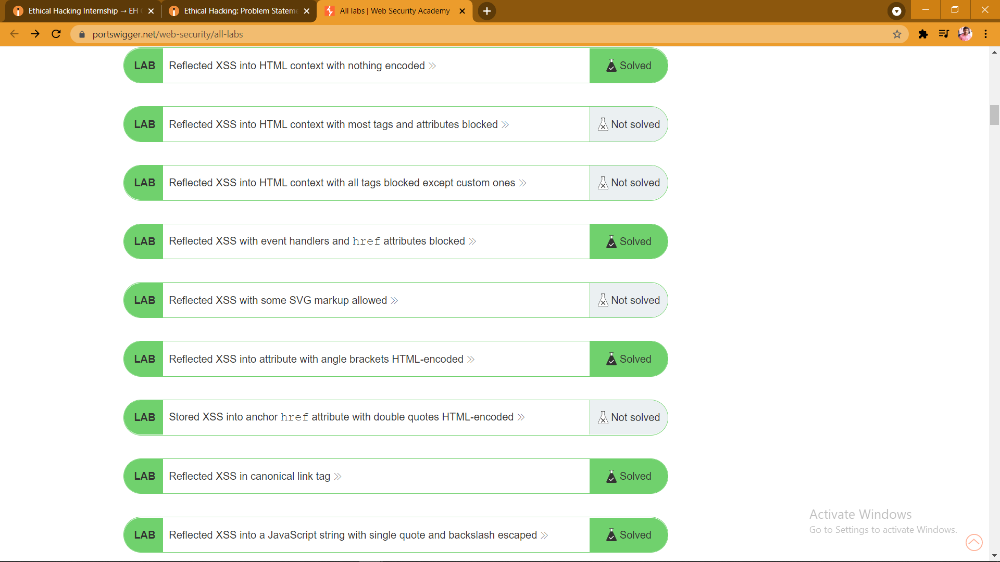 Ethical Hacking Internship → EH
Ethical Hacking: Problem Stateme
All labs | Web Security Academy
portswigger.net/web-security/all-labs
LAB Reflected XSS into HTML context with nothing encoded Solved
LAB Reflected XSS into HTML context with most tags and attributes blocked Not solved
LAB Reflected XSS into HTML context with all tags blocked except custom ones Not solved
LAB Reflected XSS with event handlers and href attributes blocked Solved
LAB Reflected XSS with some SVG markup allowed Not solved
LAB Reflected XSS into attribute with angle brackets HTML-encoded Solved
LAB Stored XSS into anchor href attribute with double quotes HTML-encoded Not solved
LAB Reflected XSS in canonical link tag Solved
LAB Reflected XSS into a JavaScript string with single quote and backslash escaped Solved
Activate Windows
Go to Settings to activate Windows.